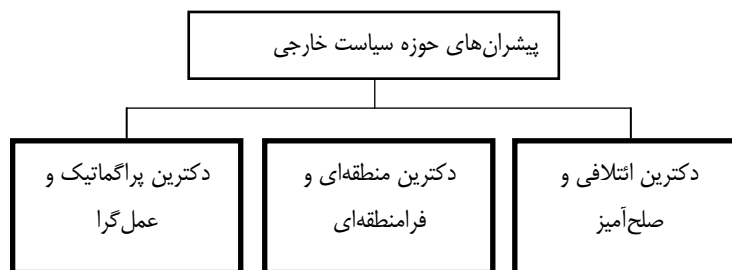 پیشران‌های حوزه سیاست خارجی
دکترین ائتلافی و
صلح‌آمیز
دکترین منطقه‌ای و
فرامنطقه‌ای
دکترین پراگماتیک و
عمل‌گرا